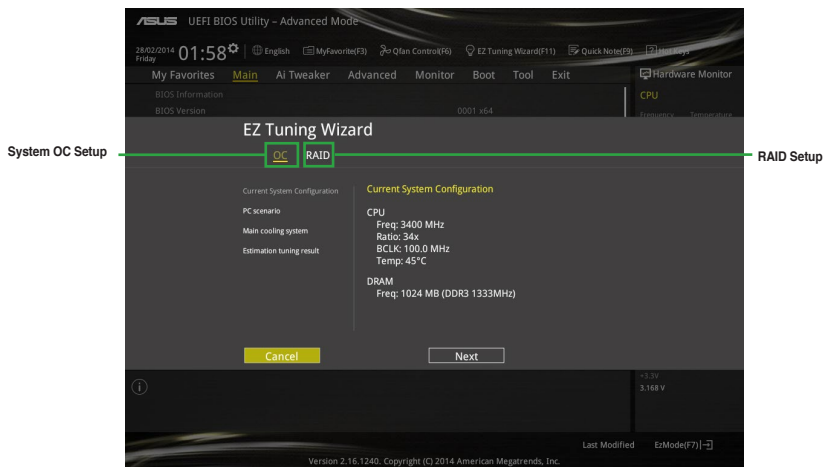 ASUS UEFI BIOS Utility – Advanced Mode
28/02/2014 01:58
Friday
English MyFavorite(F3) Qfan Control(F6) EZ Tuning Wizard(F11) Quick Note(F9) ? Hot Keys
My Favorites Main Ai Tweaker Advanced Monitor Boot Tool Exit Hardware Monitor
BIOS Information CPU
BIOS Version 0001 x64 Frequency Temperature
EZ Tuning Wizard
System OC Setup OC RAID RAID Setup
Current System Configuration
PC scenario
Main cooling system
Estimation tuning result
Current System Configuration
CPU
Freq: 3400 MHz
Ratio: 34x
BCLK: 100.0 MHz
Temp: 45°C
DRAM
Freq: 1024 MB (DDR3 1333MHz)
Cancel Next
+3.3V
3.168 V
Last Modified EzMode(F7)
Version 2.16.1240. Copyright (C) 2014 American Megatrends, Inc.